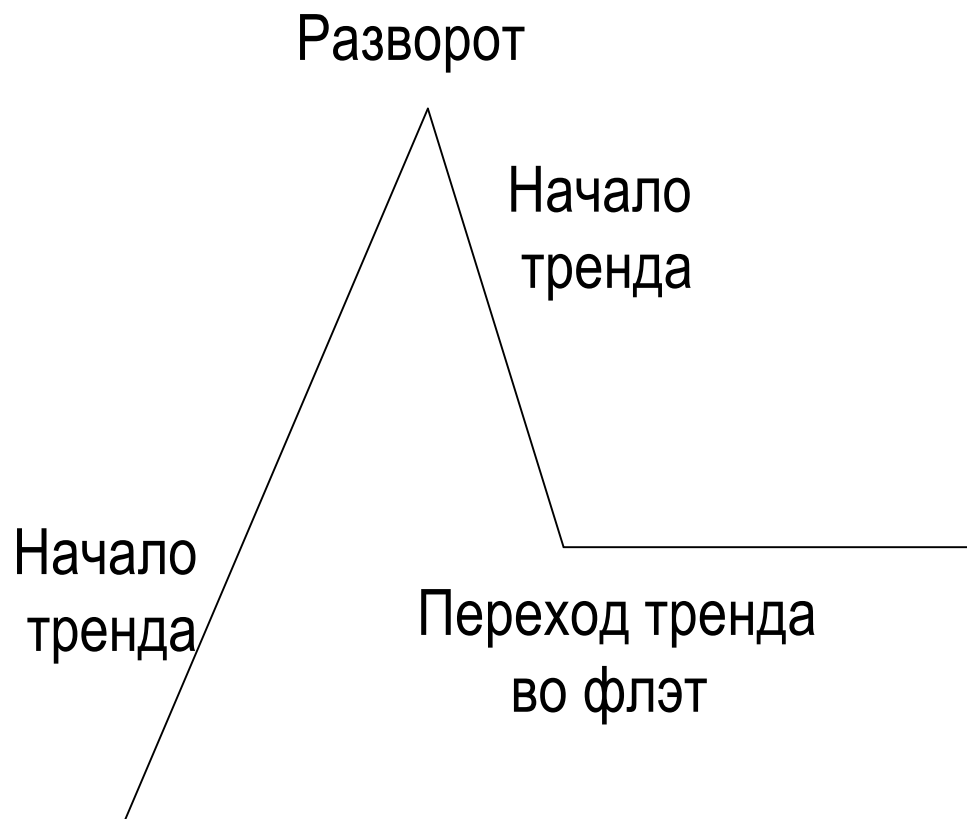 Разворот
Начало
тренда
Начало
тренда
Переход тренда
во флэт